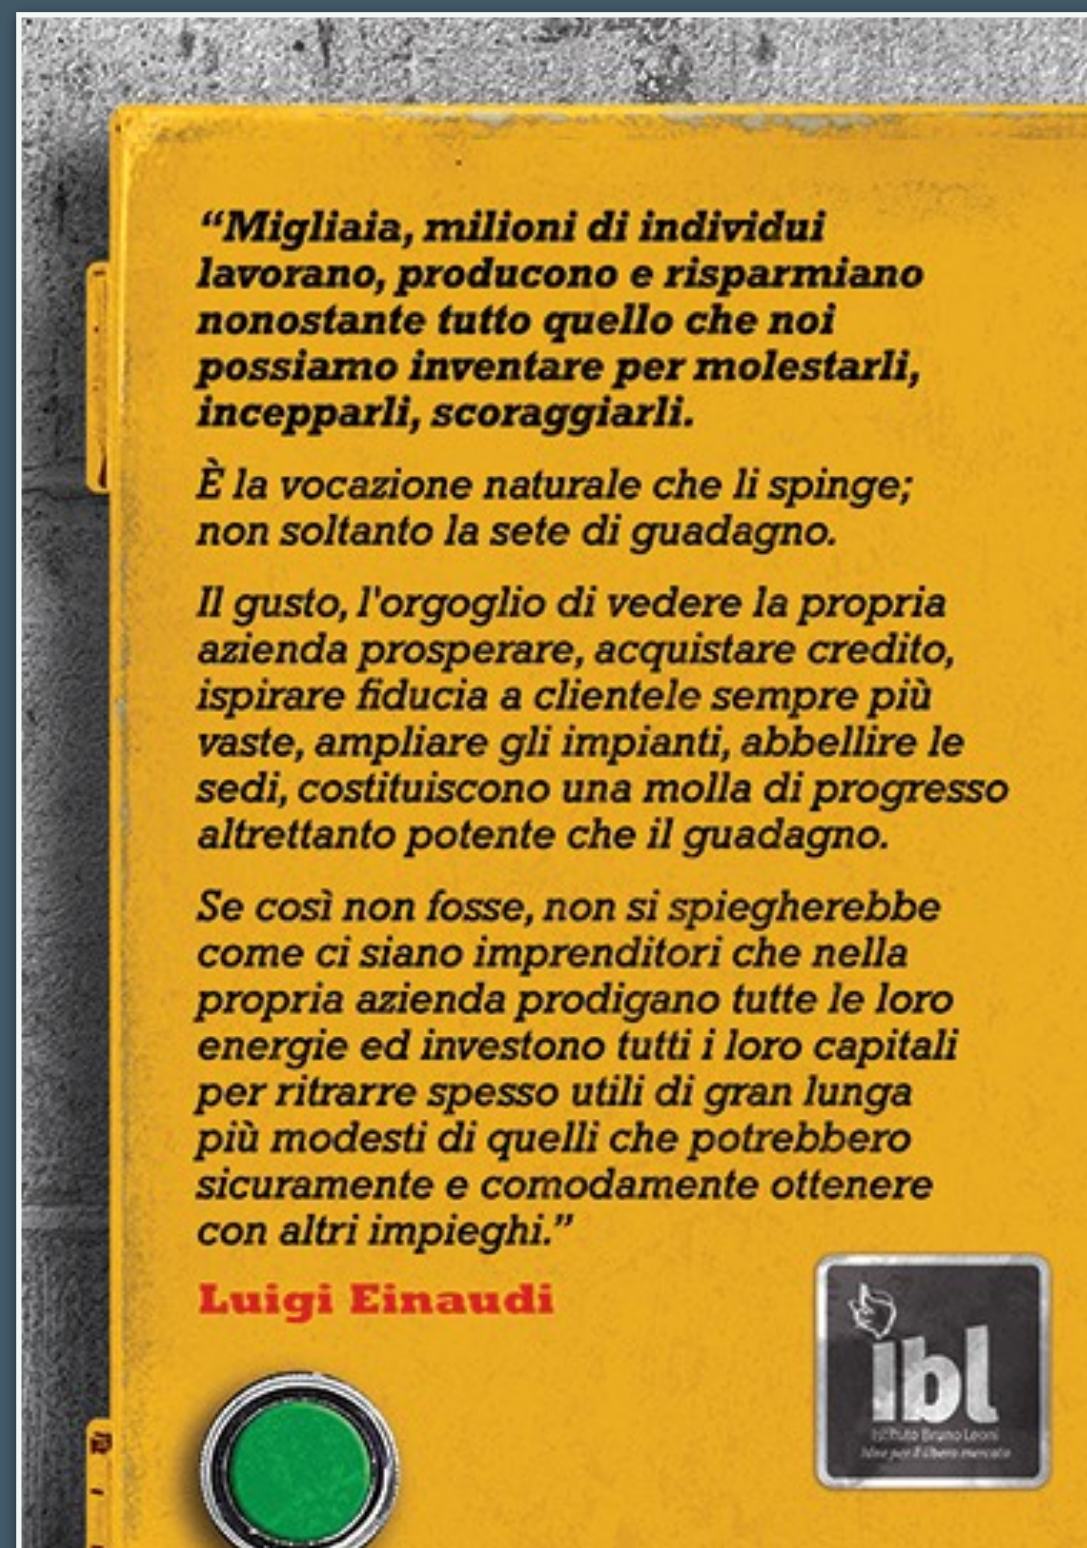 “Migliaia, milioni di individui
lavorano, producono e risparmiano
nonostante tutto quello che noi
possiamo inventare per molestarli,
incepparli, scoraggiarli.
È la vocazione naturale che li spinge;
non soltanto la sete di guadagno.
Il gusto, l'orgoglio di vedere la propria
azienda prosperare, acquistare credito,
ispirare fiducia a clientele sempre più
vaste, ampliare gli impianti, abbellire le
sedi, costituiscono una molla di progresso
altrettanto potente che il guadagno.
Se così non fosse, non si spiegherebbe
come ci siano imprenditori che nella
propria azienda prodigano tutte le loro
energie ed investono tutti i loro capitali
per ritrarre spesso utili di gran lunga
più modesti di quelli che potrebbero
sicuramente e comodamente ottenere
con altri impieghi.”
Luigi Einaudi
ibl
Istituto Bruno Leoni
Idee per il libero mercato